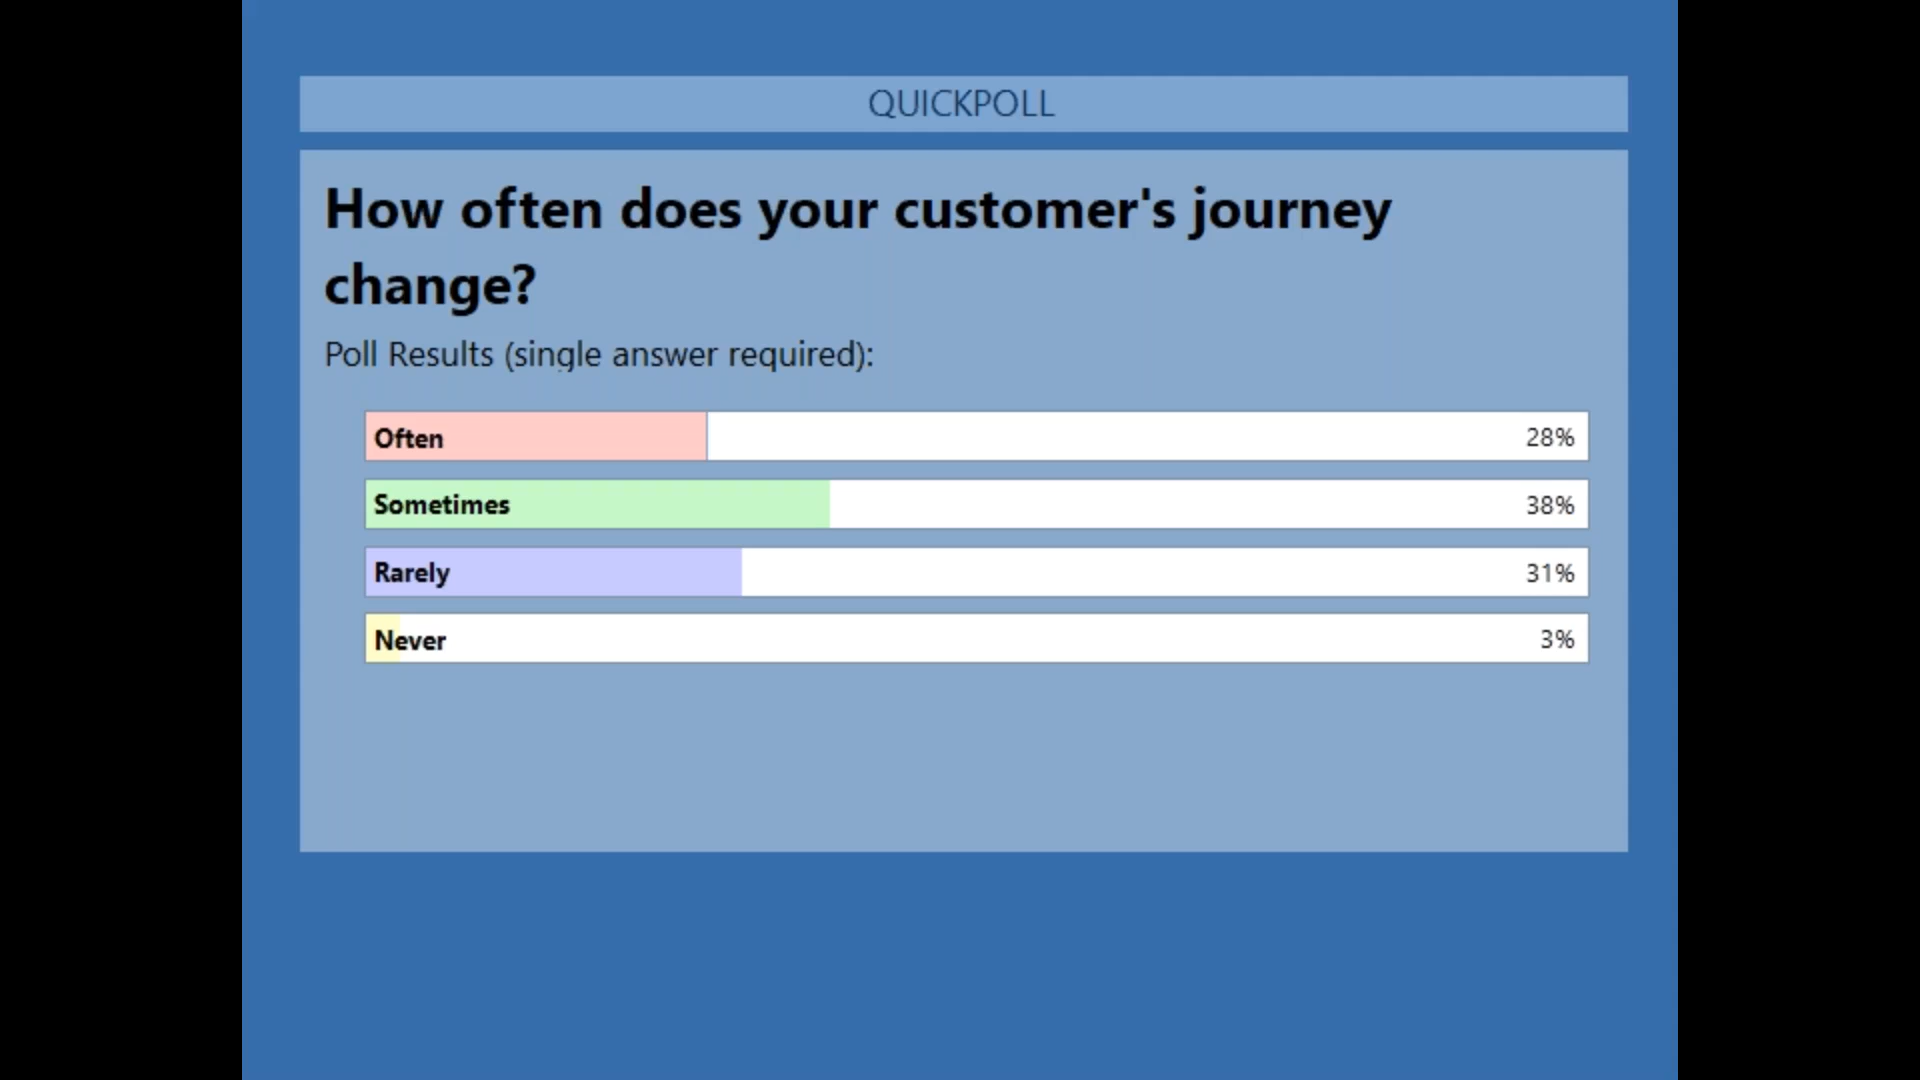 QUICKPOLL
How often does your customer's journey
change?
Poll Results (single answer required):
Often 28%
Sometimes 38%
Rarely 31%
Never 3%